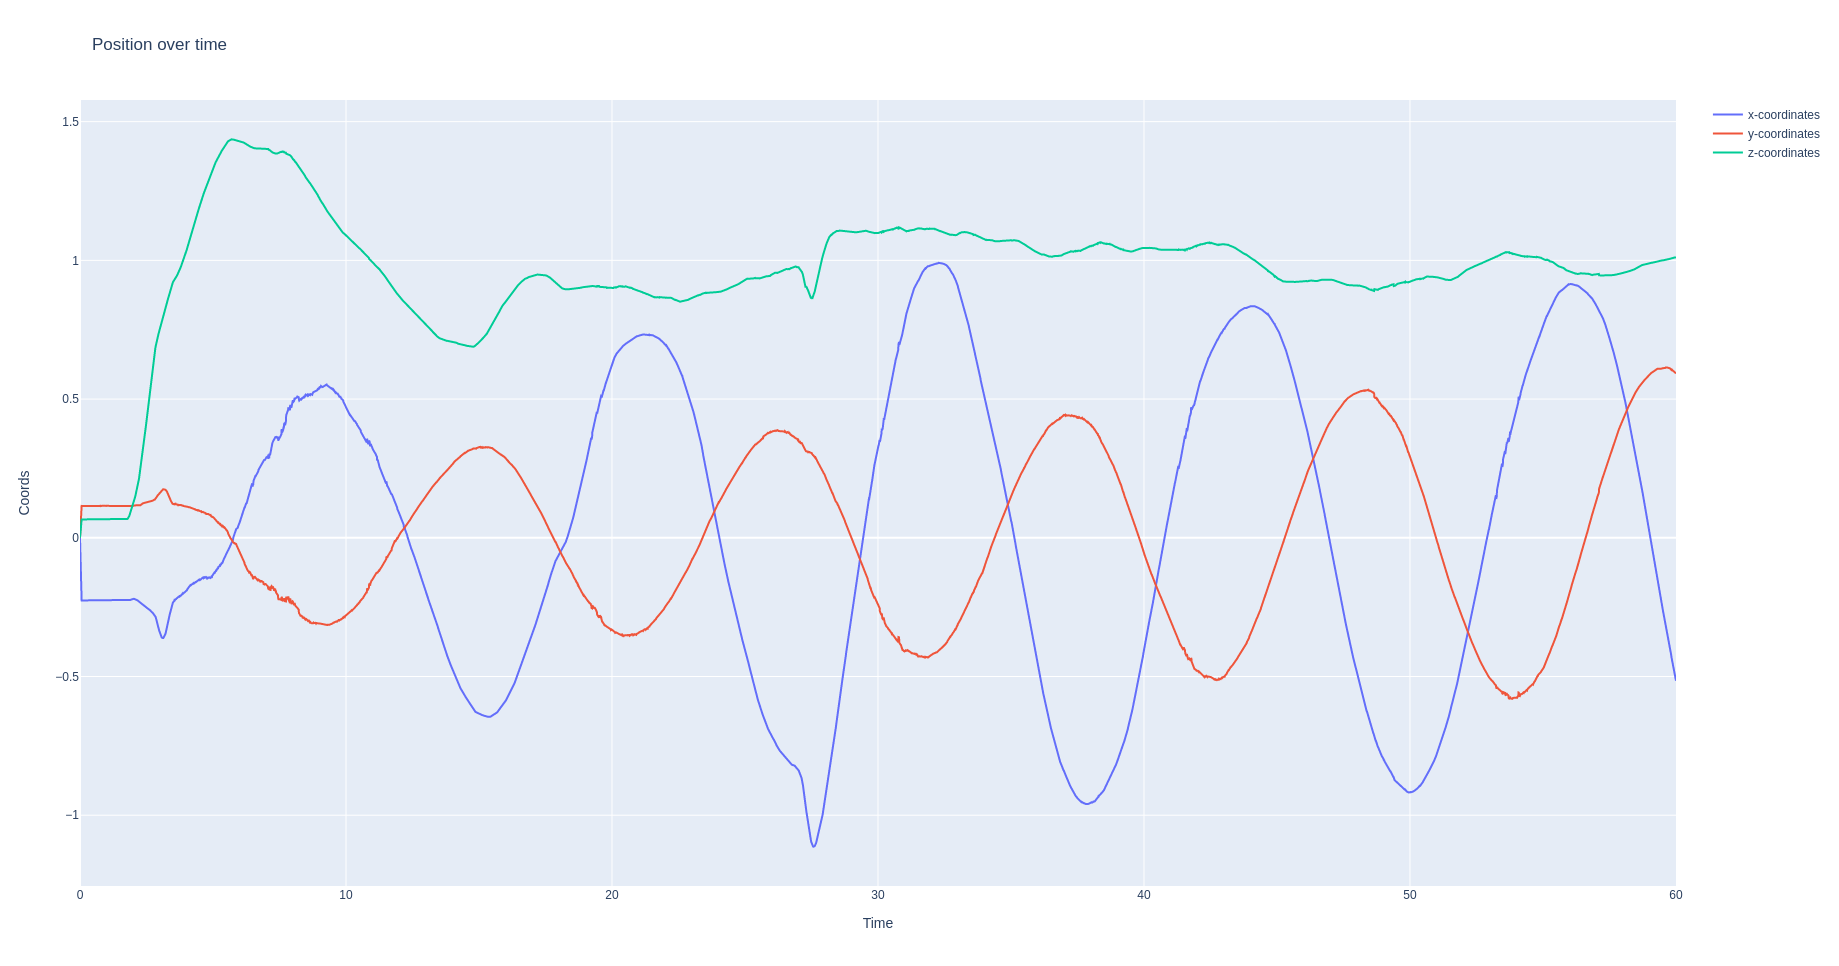 Position over time
x-coordinates
y-coordinates
z-coordinates
Coords
1.5
1
0.5
0
−0.5
−1
0 10 20 30 40 50 60
Time